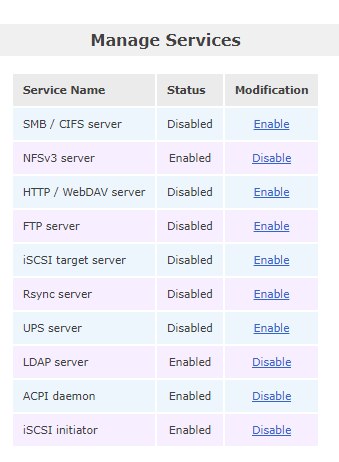 Manage Services
Service Name Status Modification
SMB / CIFS server Disabled Enable
NFSv3 server Enabled Disable
HTTP / WebDAV server Disabled Enable
FTP server Disabled Enable
iSCSI target server Disabled Enable
Rsync server Disabled Enable
UPS server Disabled Enable
LDAP server Enabled Disable
ACPI daemon Enabled Disable
iSCSI initiator Enabled Disable